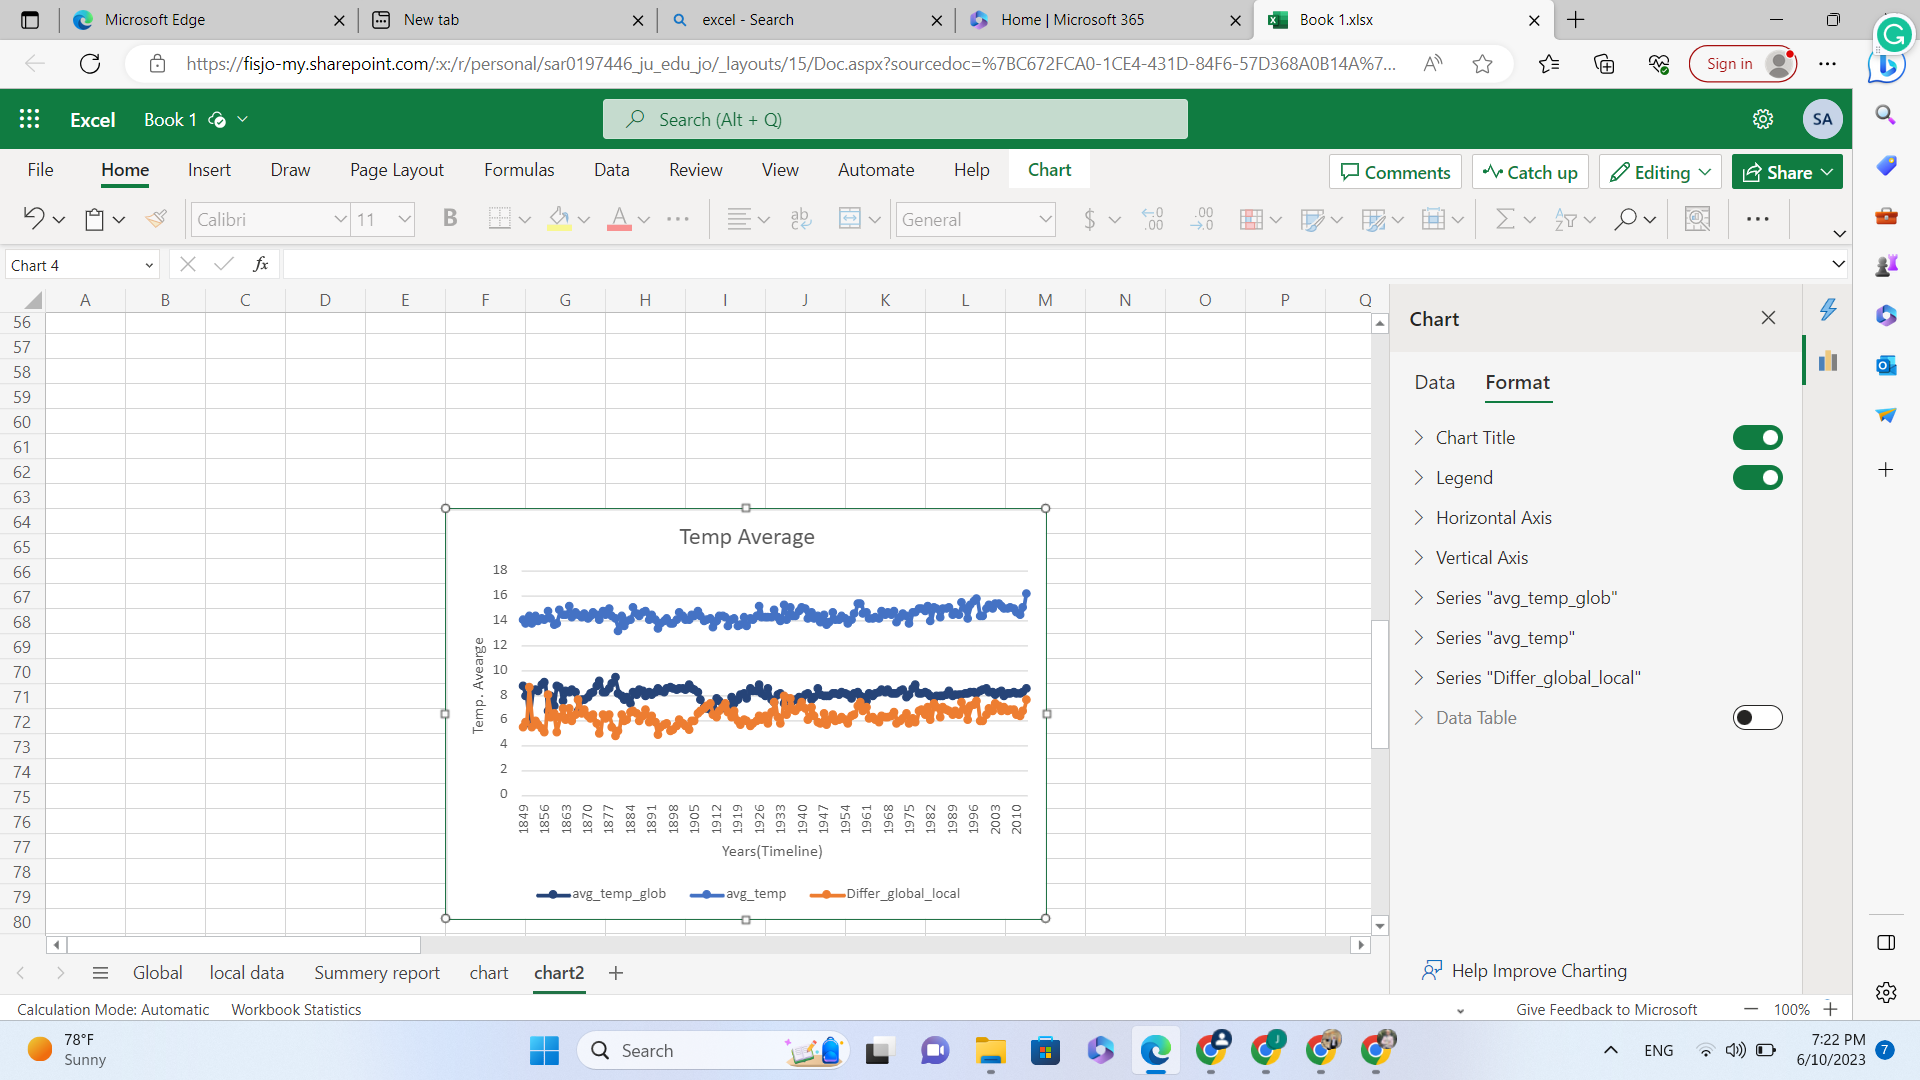 Microsoft Edge
New tab
excel - Search
Home | Microsoft 365
Book 1.xlsx
https://fisjo-my.sharepoint.com/:x:/r/personal/sar0197446_ju_edu_jo/_layouts/15/Doc.aspx?sourcedoc=%7BC672FCA0-1CE4-431D-84F6-57D368A0B14A%7...
Sign in
Excel
Book 1
Search (Alt + Q)
SA
File
Home
Insert
Draw
Page Layout
Formulas
Data
Review
View
Automate
Help
Chart
Comments
Catch up
Editing
Share
Calibri
11
B
A
ab
General
$
Chart 4
fx
A B C D E F G H I J K L M N O P Q
56
57
58
59
60
61
62
63
64
65
66
67
68
69
70
71
72
73
74
75
76
77
78
79
80
Temp Average
18
16
14
12
10
8
6
4
2
0
Temp. Avearge
1849 1856 1863 1870 1877 1884 1891 1898 1905 1912 1919 1926 1933 1940 1947 1954 1961 1968 1975 1982 1989 1996 2003 2010
Years(Timeline)
avg_temp_glob avg_temp Differ_global_local
Chart
Data
Format
Chart Title
Legend
Horizontal Axis
Vertical Axis
Series "avg_temp_glob"
Series "avg_temp"
Series "Differ_global_local"
Data Table
Help Improve Charting
Global
local data
Summery report
chart
chart2
Calculation Mode: Automatic
Workbook Statistics
Give Feedback to Microsoft
100%
78°F
Sunny
Search
ENG
7:22 PM
6/10/2023
7